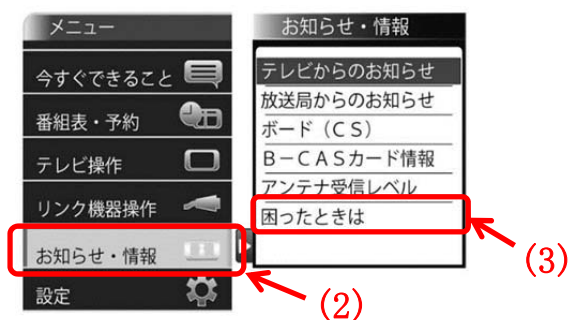 メニュー
今すぐできること
番組表・予約
テレビ操作
リンク機器操作
お知らせ・情報
設定
お知らせ・情報
テレビからのお知らせ
放送局からのお知らせ
ボード（ＣＳ）
Ｂ－ＣＡＳカード情報
アンテナ受信レベル
困ったときは
(2)
(3)